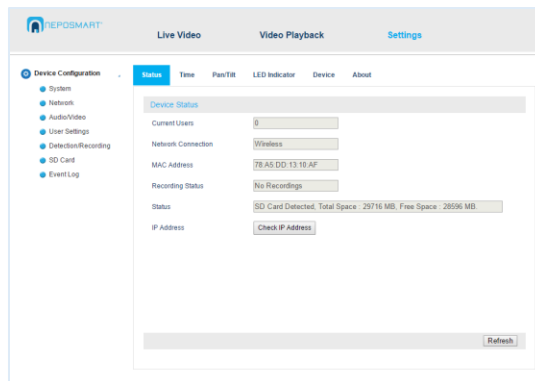 NEPOSMART
Live Video Video Playback Settings
Device Configuration
System
Network
Audio/Video
User Settings
Detection/Recording
SD Card
Event Log
Status Time Pan/Tilt LED Indicator Device About
Device Status
Current Users 0
Network Connection Wireless
MAC Address 78:A5:DD:13:10:AF
Recording Status No Recordings
Status SD Card Detected, Total Space : 29716 MB, Free Space : 28596 MB.
IP Address Check IP Address
Refresh